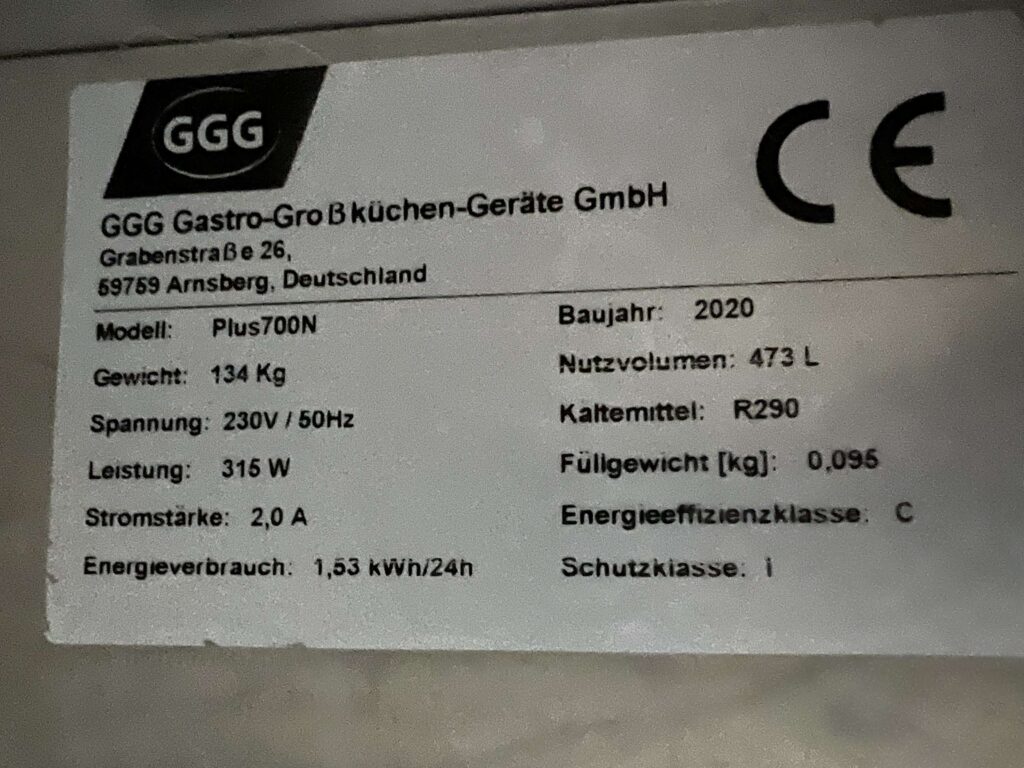 GGG
CE
GGG Gastro-Großküchen-Geräte GmbH
Grabenstraße 26,
59759 Arnsberg, Deutschland
Modell: Plus700N
Gewicht: 134 Kg
Spannung: 230V / 50Hz
Leistung: 315 W
Stromstärke: 2,0 A
Energieverbrauch: 1,53 kWh/24h
Baujahr: 2020
Nutzvolumen: 473 L
Kältemittel: R290
Füllgewicht [kg]: 0,095
Energieeffizienzklasse: C
Schutzklasse: i